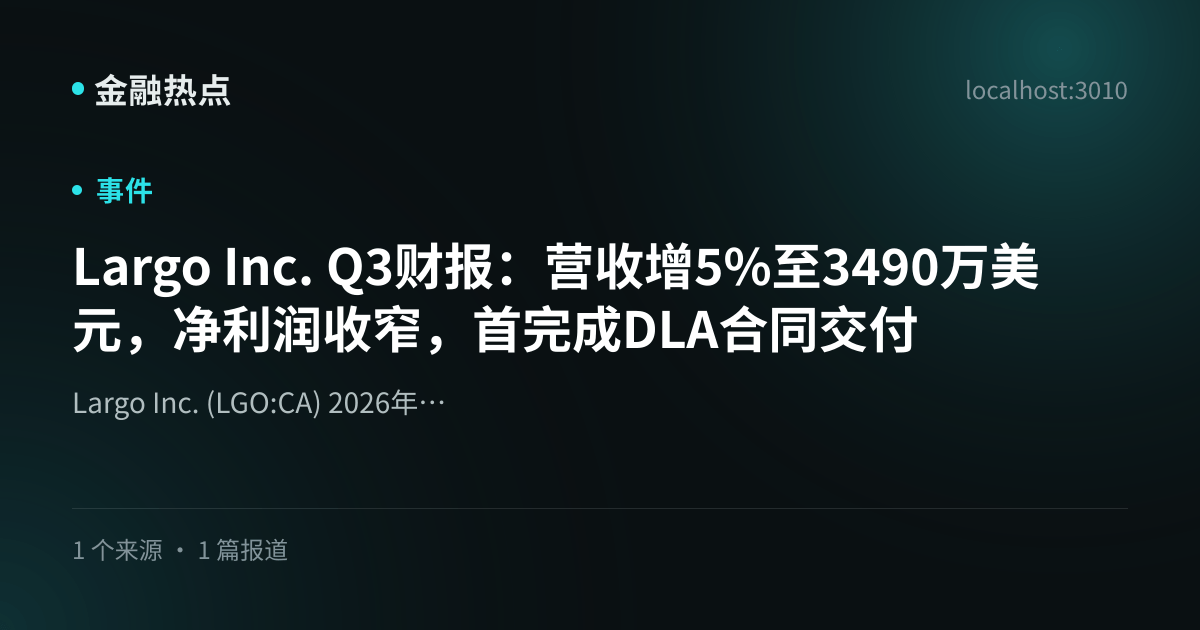 金融热点
localhost:3010
事件
Largo Inc. Q3财报：营收增5%至3490万美
元，净利润收窄，首完成DLA合同交付
Largo Inc. (LGO:CA) 2026年…
1 个来源 · 1 篇报道